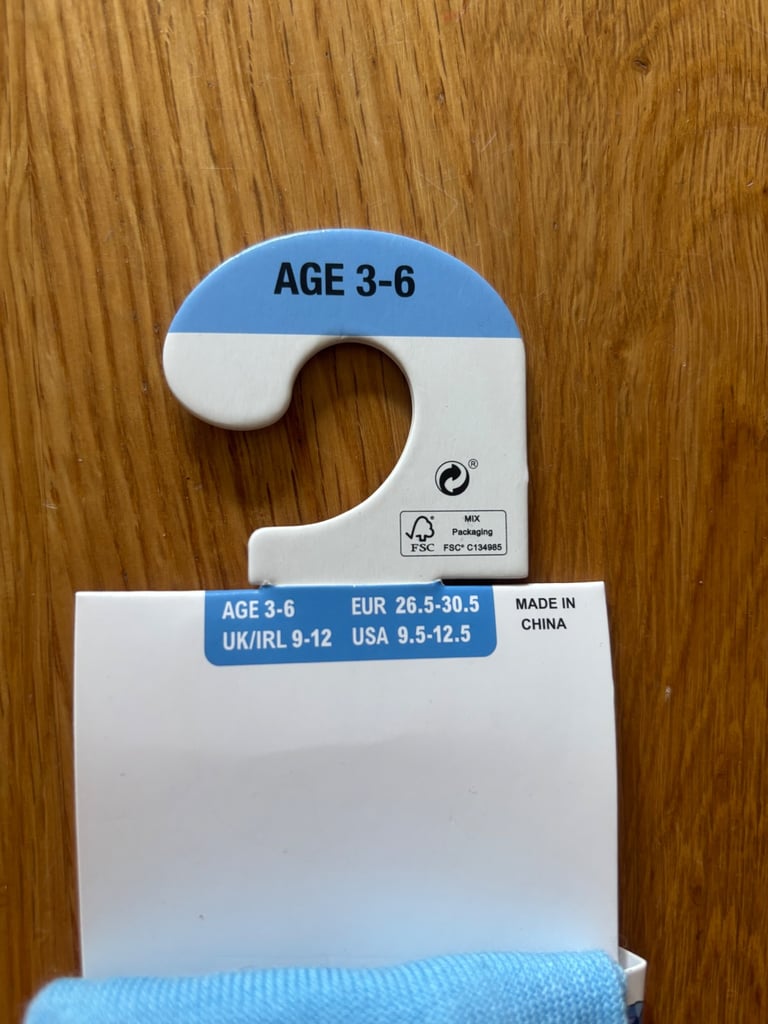 AGE 3-6
®
MIX
Packaging
FSC
FSC® C134985
AGE 3-6 EUR 26.5-30.5
UK/IRL 9-12 USA 9.5-12.5
MADE IN
CHINA